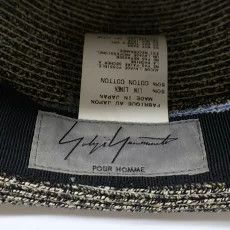 FABRIQUE AU JAPON
MADE IN JAPAN
50% LIN LINEN
50% COTON COTTON
Yohji Yamamoto
POUR HOMME